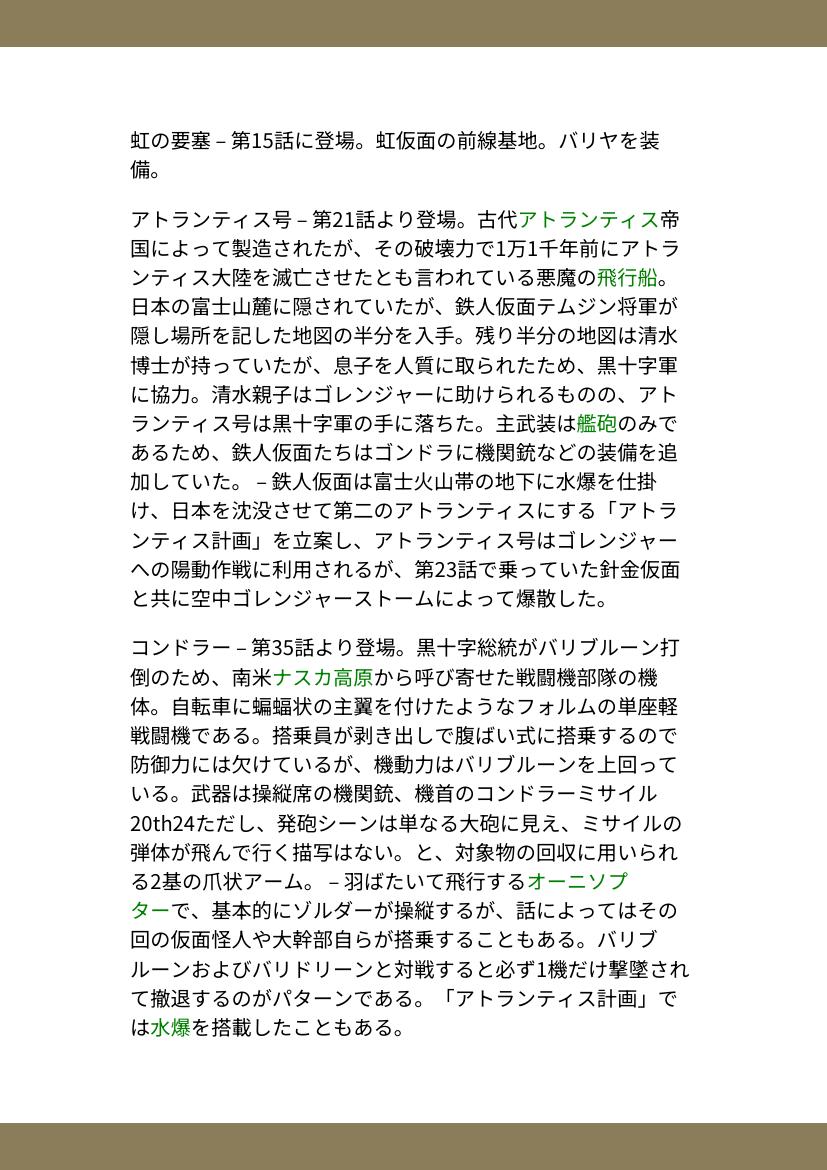 虹の要塞 – 第15話に登場。虹仮面の前線基地。バリヤを装
備。
アトランティス号 – 第21話より登場。古代アトランティス帝
国によって製造されたが、その破壊力で1万1千年前にアトラ
ンティス大陸を滅亡させたとも言われている悪魔の飛行船。
日本の富士山麓に隠されていたが、鉄人仮面テムジン将軍が
隠し場所を記した地図の半分を入手。残り半分の地図は清水
博士が持っていたが、息子を人質に取られたため、黒十字軍
に協力。清水親子はゴレンジャーに助けられるものの、アト
ランティス号は黒十字軍の手に落ちた。主武装は艦砲のみで
あるため、鉄人仮面たちはゴンドラに機関銃などの装備を追
加していた。 – 鉄人仮面は富士火山帯の地下に水爆を仕掛
け、日本を沈没させて第二のアトランティスにする「アトラ
ンティス計画」を立案し、アトランティス号はゴレンジャー
への陽動作戦に利用されるが、第23話で乗っていた針金仮面
と共に空中ゴレンジャーストームによって爆散した。
コンドラー – 第35話より登場。黒十字総統がバリブルーン打
倒のため、南米ナスカ高原から呼び寄せた戦闘機部隊の機
体。自転車に蝙蝠状の主翼を付けたようなフォルムの単座軽
戦闘機である。搭乗員が剥き出しで腹ばい式に搭乗するので
防御力には欠けているが、機動力はバリブルーンを上回って
いる。武器は操縦席の機関銃、機首のコンドラーミサイル
20th24ただし、発砲シーンは単なる大砲に見え、ミサイルの
弾体が飛んで行く描写はない。と、対象物の回収に用いられ
る2基の爪状アーム。 – 羽ばたいて飛行するオーニソプ
ターで、基本的にゾルダーが操縦するが、話によってはその
回の仮面怪人や大幹部自らが搭乗することもある。バリブ
ルーンおよびバリドリーンと対戦すると必ず1機だけ撃墜され
て撤退するのがパターンである。「アトランティス計画」で
は水爆を搭載したこともある。